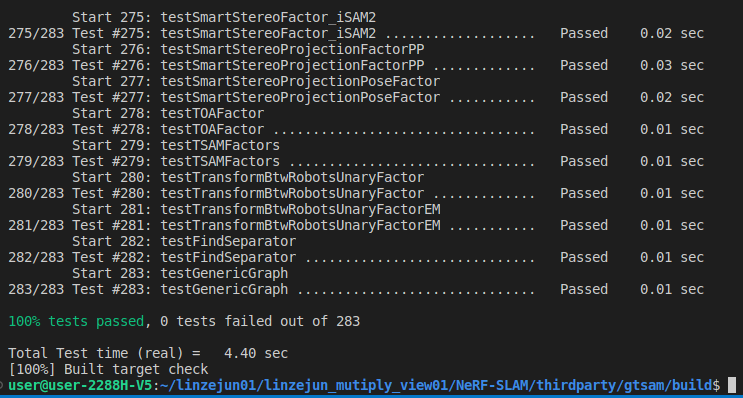 Start 275: testSmartStereoFactor_iSAM2
275/283 Test #275: testSmartStereoFactor_iSAM2 ...................   Passed    0.02 sec
Start 276: testSmartStereoProjectionFactorPP
276/283 Test #276: testSmartStereoProjectionFactorPP .............   Passed    0.03 sec
Start 277: testSmartStereoProjectionPoseFactor
277/283 Test #277: testSmartStereoProjectionPoseFactor ...........   Passed    0.02 sec
Start 278: testTOAFactor
278/283 Test #278: testTOAFactor .................................   Passed    0.01 sec
Start 279: testTSAMFactors
279/283 Test #279: testTSAMFactors ...............................   Passed    0.01 sec
Start 280: testTransformBtwRobotsUnaryFactor
280/283 Test #280: testTransformBtwRobotsUnaryFactor .............   Passed    0.01 sec
Start 281: testTransformBtwRobotsUnaryFactorEM
281/283 Test #281: testTransformBtwRobotsUnaryFactorEM ...........   Passed    0.01 sec
Start 282: testFindSeparator
282/283 Test #282: testFindSeparator .............................   Passed    0.01 sec
Start 283: testGenericGraph
283/283 Test #283: testGenericGraph ..............................   Passed    0.01 sec
100% tests passed, 0 tests failed out of 283
Total Test time (real) =   4.40 sec
[100%] Built target check
user@user-2288H-V5:~/linzejun01/linzejun_mutiply_view01/NeRF-SLAM/thirdparty/gtsam/build$